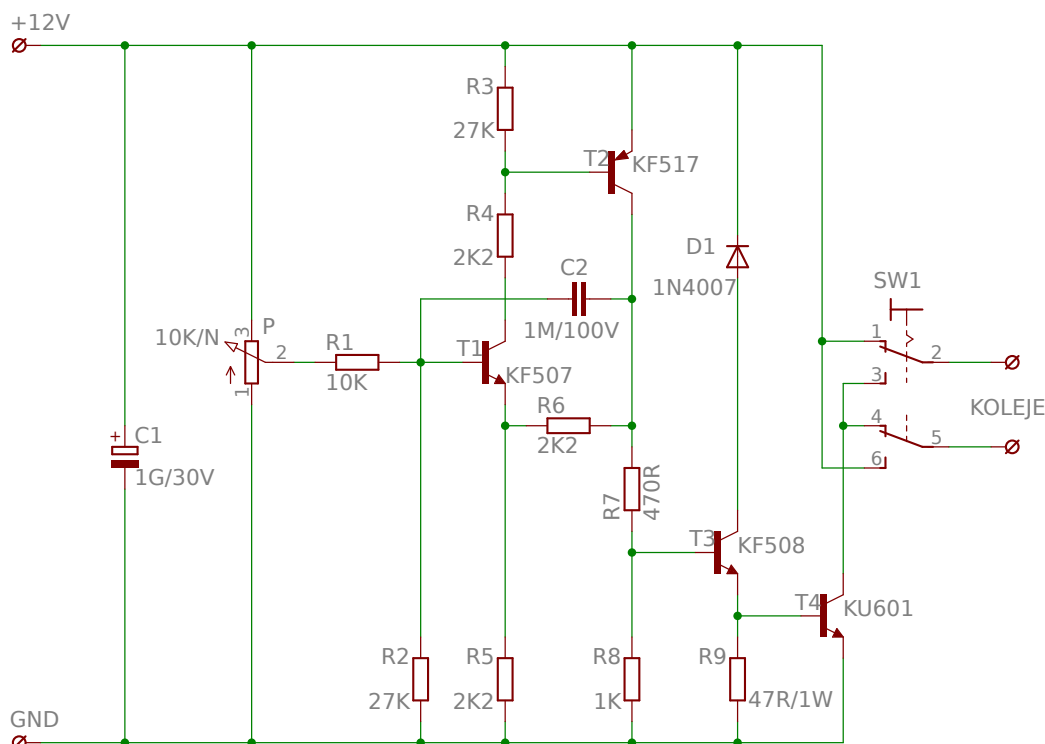 +12V
R3
27K
T2
KF517
R4
2K2
D1
1N4007
C2
1M/100V
SW1
10K/N
P
3
2
1
R1
10K
T1
KF507
1
2
3
4
5
6
KOLEJE
R6
2K2
C1
+
1G/30V
R7
470R
T3
KF508
T4
KU601
R2
27K
R5
2K2
R8
1K
R9
47R/1W
GND